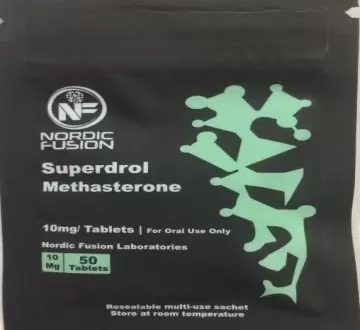 NF
NORDIC
FUSION
Superdrol
Methasterone
10mg/ Tablets | For Oral Use Only
Nordic Fusion Laboratories
10 50
Mg Tablets
Resealable multi-use sachet
Store at room temperature